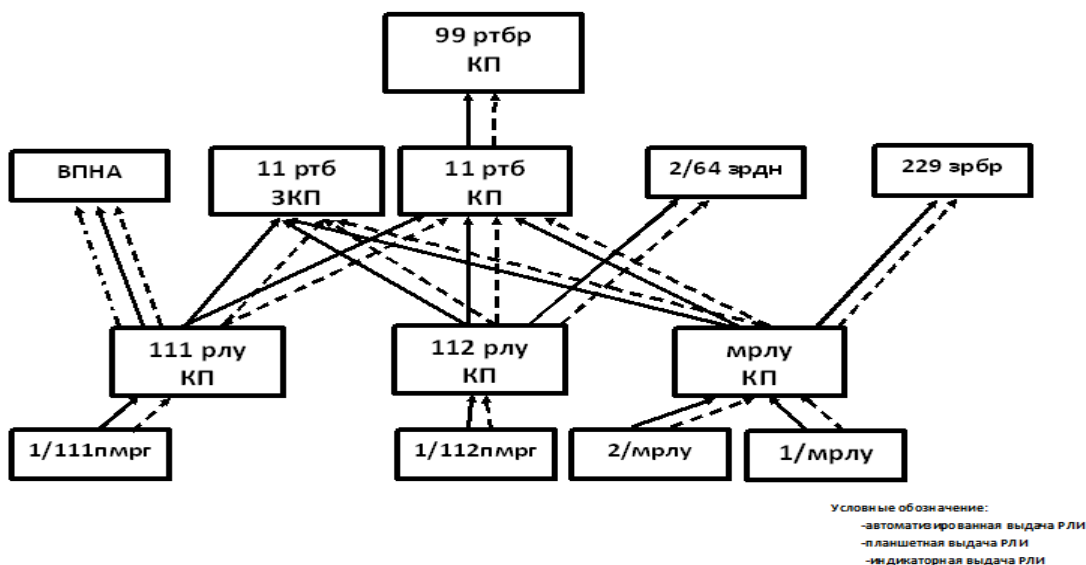 99 ртбр
КП
ВПНА
11 ртб
ЗКП
11 ртб
КП
2/64 зрдн
229 зрбр
111 рлу
КП
112 рлу
КП
мрлу
КП
1/111пмрг
1/112пмрг
2/мрлу
1/мрлу
Условные обозначение:
-автоматизированная выдача РЛИ
-планшетная выдача РЛИ
-индикаторная выдача РЛИ